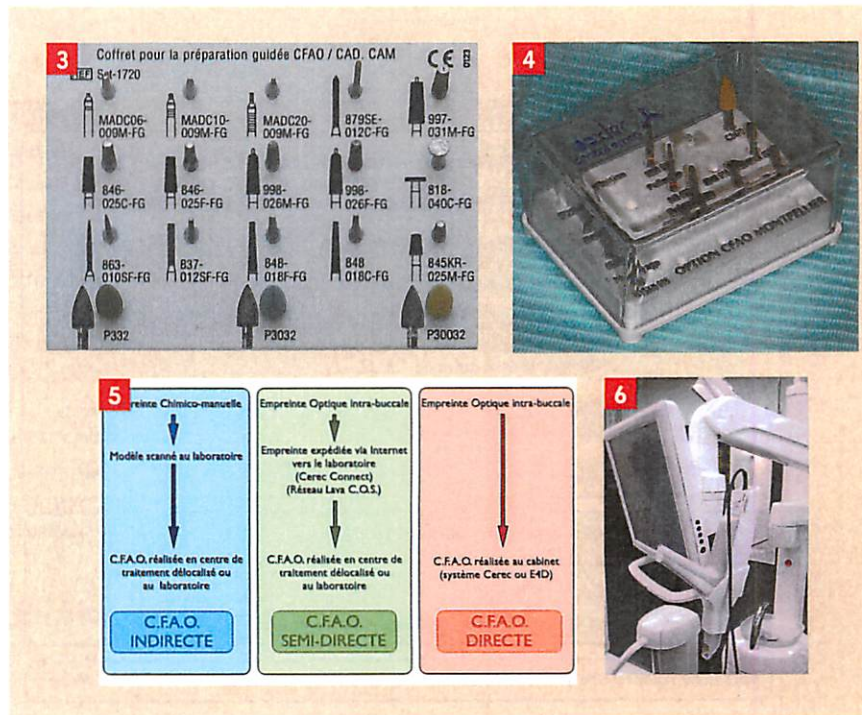 3
Coffret pour la préparation guidée CFAO / CAD, CAM
CE
REF Set-1720
MADC06-
009M-FG
MADC10-
009M-FG
MADC20-
009M-FG
879SE-
012C-FG
997-
031M-FG
846-
025C-FG
846-
025F-FG
998-
026M-FG
998-
026F-FG
818-
040C-FG
863-
010SF-FG
837-
012SF-FG
848-
018F-FG
848
018C-FG
845KR-
025M-FG
P332
P3032
P30032
4
OPTION CFAO MONTPELLIER
5
reinte Chimico-manuelle
Modèle scanné au laboratoire
C.F.A.O. réalisée en centre de
traitement délocalisé ou
au laboratoire
C.F.A.O.
INDIRECTE
Empreinte Optique intra-buccale
Empreinte expédiée via Internet
vers le laboratoire
(Cerec Connect)
(Réseau Lava C.O.S.)
C.F.A.O. réalisée en centre de
traitement délocalisé ou
au laboratoire
C.F.A.O.
SEMI-DIRECTE
Empreinte Optique intra-buccale
C.F.A.O. réalisée au cabinet
(système Cerec ou E4D)
C.F.A.O.
DIRECTE
6